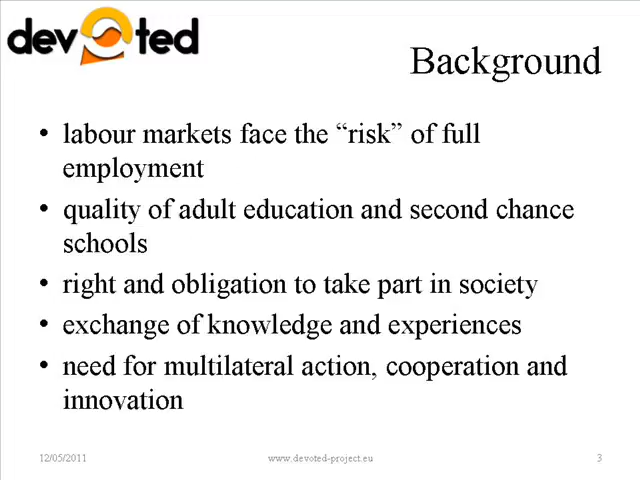 devoted
Background
• labour markets face the “risk” of full
employment
• quality of adult education and second chance
schools
• right and obligation to take part in society
• exchange of knowledge and experiences
• need for multilateral action, cooperation and
innovation
12/05/2011 www.devoted-project.eu 3